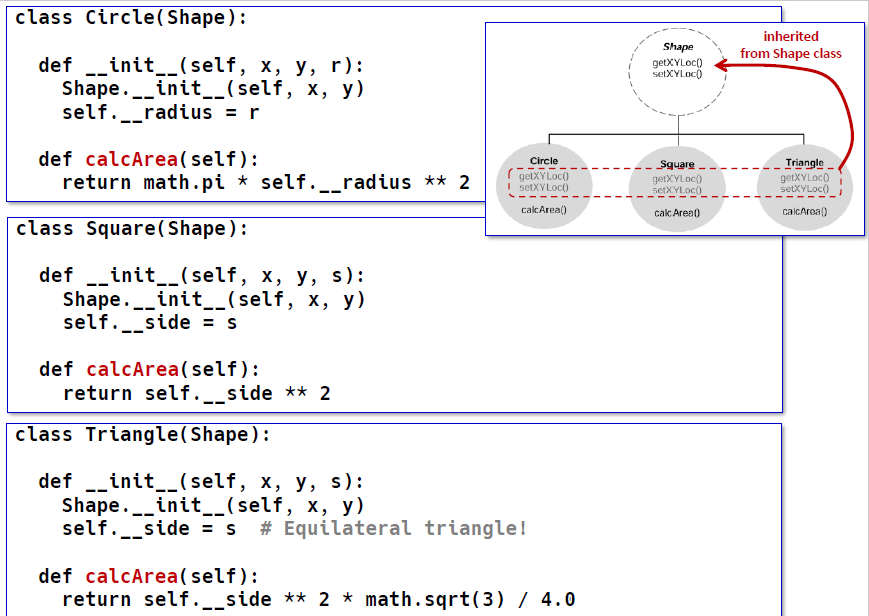 class Circle(Shape):
def __init__(self, x, y, r):
Shape.__init__(self, x, y)
self.__radius = r
def calcArea(self):
return math.pi * self.__radius ** 2
inherited
from Shape class
Shape
getXYLoc()
setXYLoc()
Circle
getXYLoc()
setXYLoc()
calcArea()
Square
getXYLoc()
setXYLoc()
calcArea()
Triangle
getXYLoc()
setXYLoc()
calcArea()
class Square(Shape):
def __init__(self, x, y, s):
Shape.__init__(self, x, y)
self.__side = s
def calcArea(self):
return self.__side ** 2
class Triangle(Shape):
def __init__(self, x, y, s):
Shape.__init__(self, x, y)
self.__side = s # Equilateral triangle!
def calcArea(self):
return self.__side ** 2 * math.sqrt(3) / 4.0